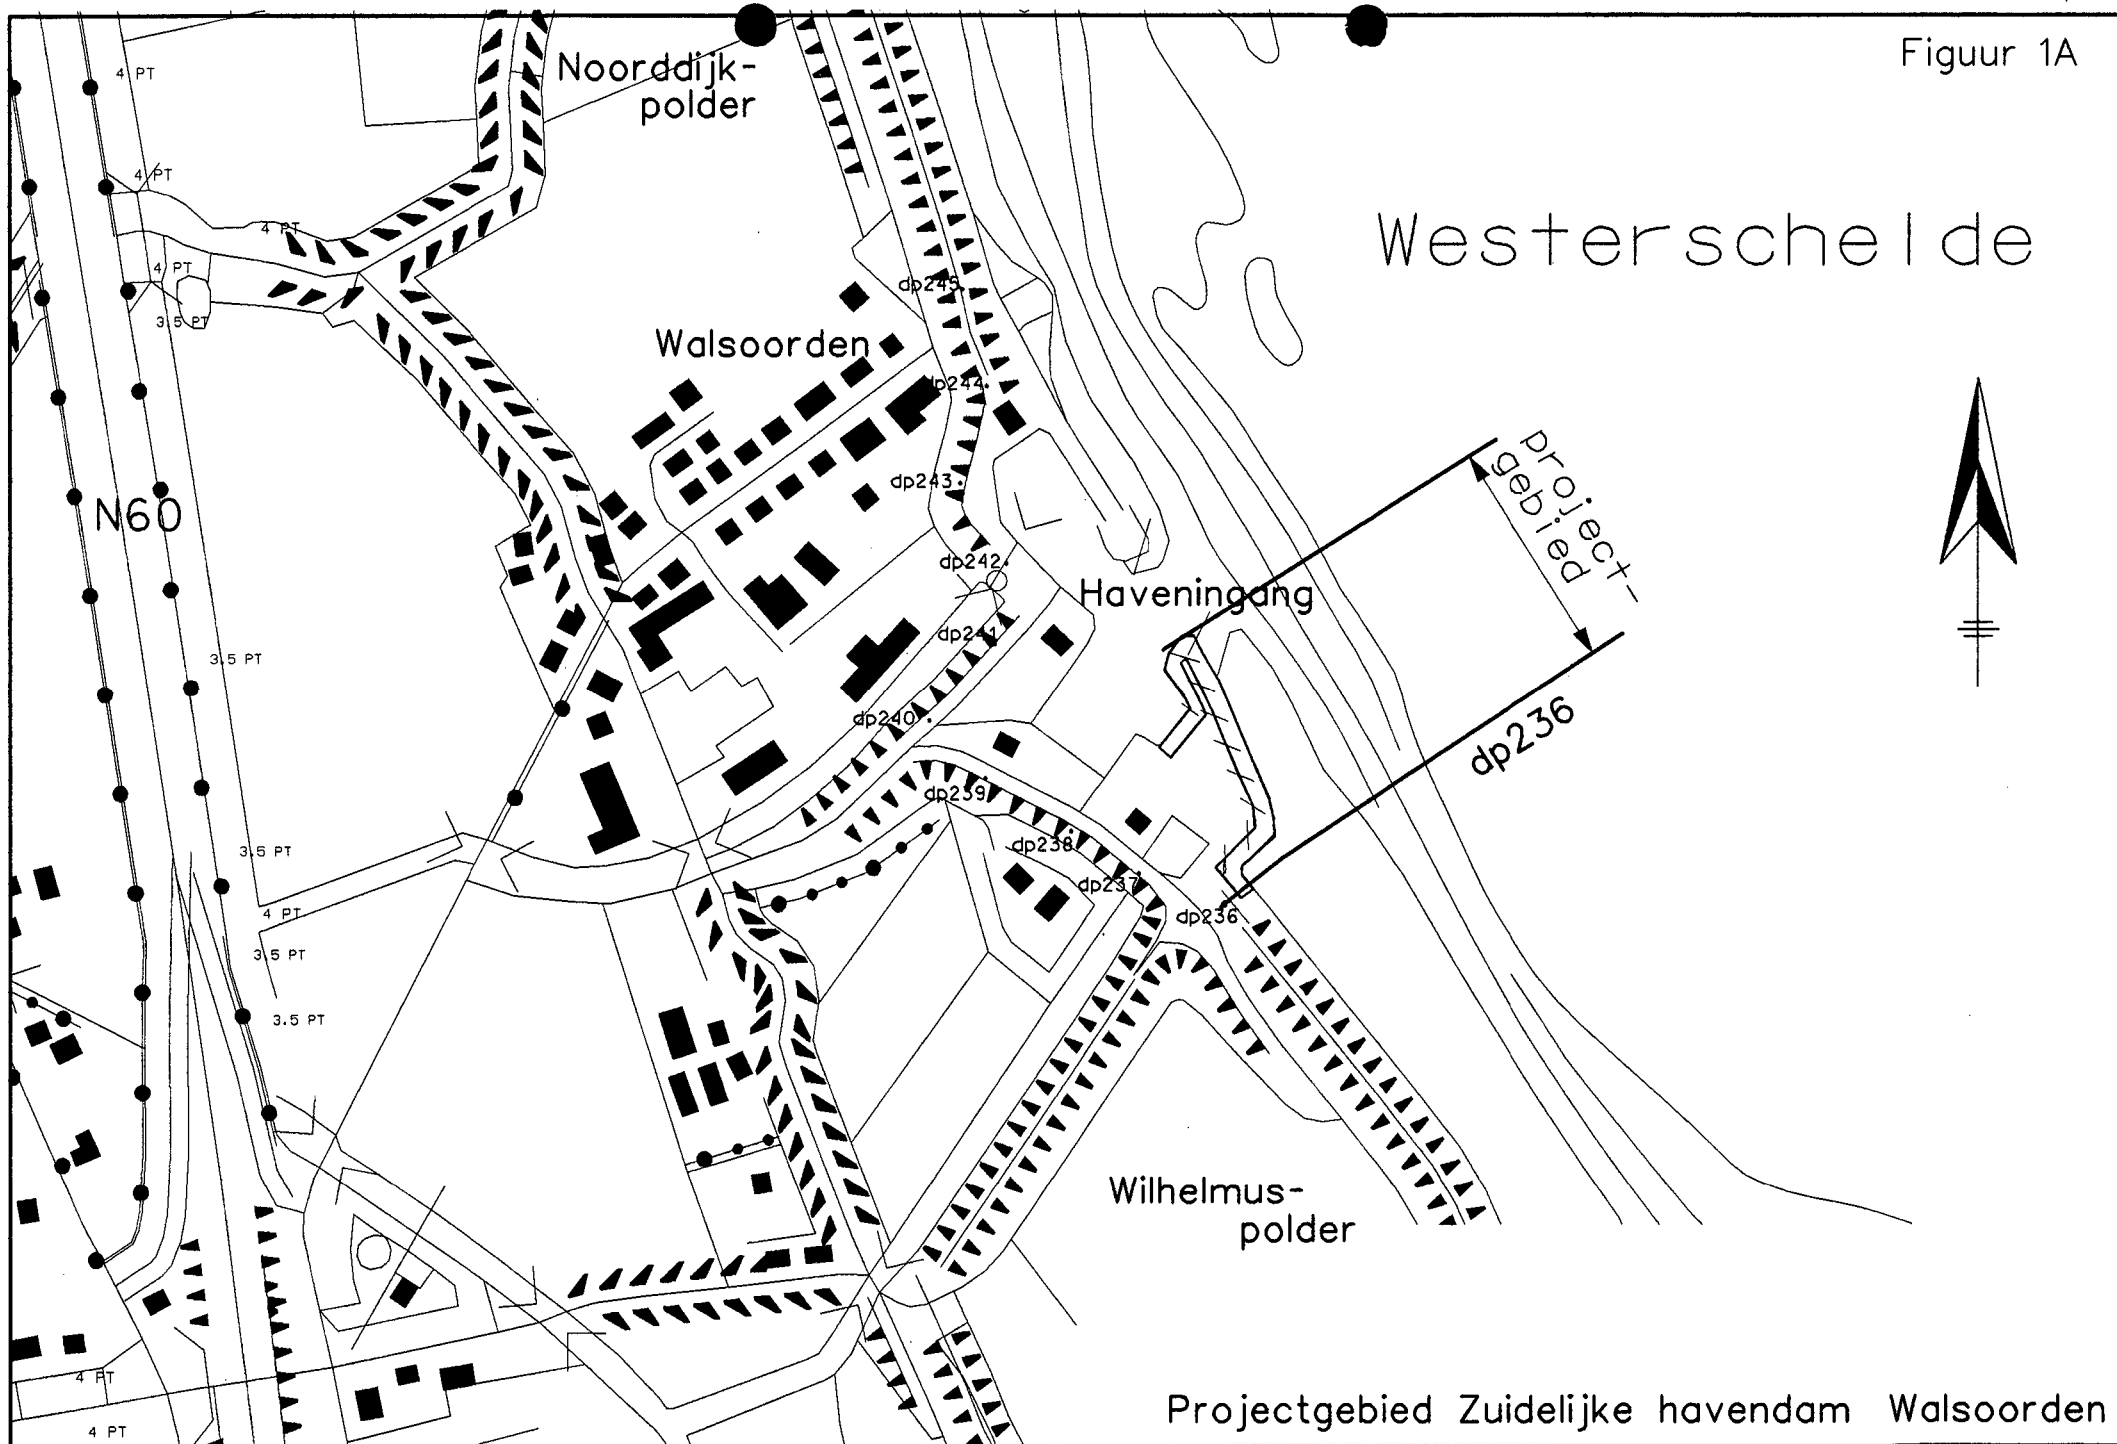 Figuur 1A
4 PT
Noorddijk-
polder
4 PT
4 PT
Westerschelde
4 PT
dp245
3.5 PT
Walsoorden
dp244
project-
gebied
dp243
N60
dp242
Haveningang
dp241
3.5 PT
dp240
dp236
dp239
dp238
3.5 PT
dp237
4 PT
dp236
3.5 PT
3.5 PT
Wilhelmus-
polder
4 PT
Projectgebied Zuidelijke havendam Walsoorden
4 PT